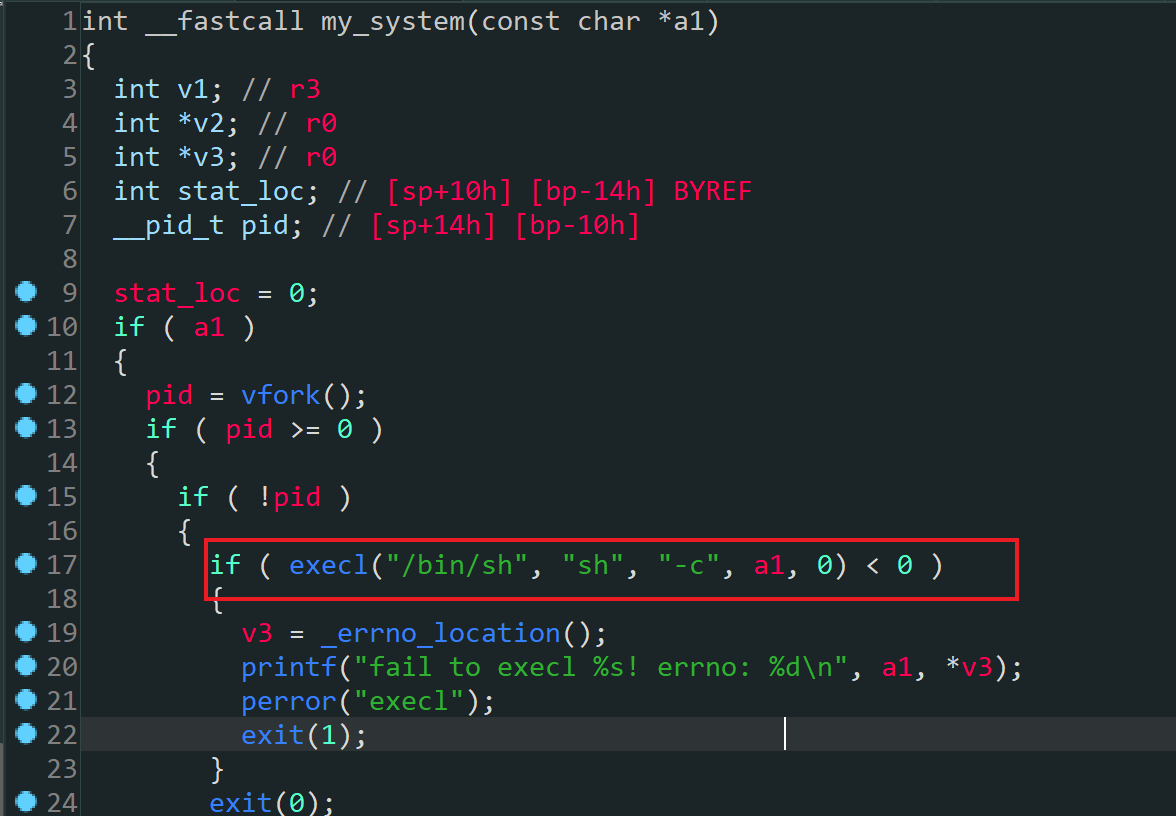 1 int __fastcall my_system(const char *a1)
2 {
3   int v1; // r3
4   int *v2; // r0
5   int *v3; // r0
6   int stat_loc; // [sp+10h] [bp-14h] BYREF
7   __pid_t pid; // [sp+14h] [bp-10h]
8
9   stat_loc = 0;
10   if ( a1 )
11   {
12     pid = vfork();
13     if ( pid >= 0 )
14     {
15       if ( !pid )
16       {
17         if ( execl("/bin/sh", "sh", "-c", a1, 0) < 0 )
18         {
19           v3 = _errno_location();
20           printf("fail to execl %s! errno: %d\n", a1, *v3);
21           perror("execl");
22           exit(1);
23         }
24         exit(0);